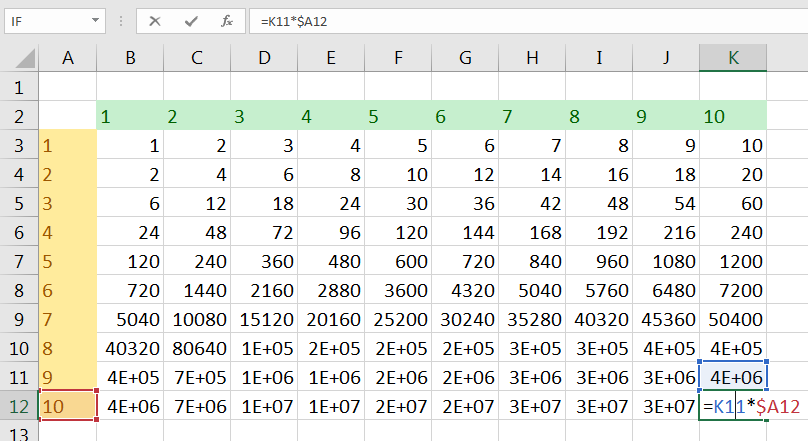 IF =K11*$A12
A B C D E F G H I J K
1
2 1 2 3 4 5 6 7 8 9 10
3 1 1 2 3 4 5 6 7 8 9 10
4 2 2 4 6 8 10 12 14 16 18 20
5 3 6 12 18 24 30 36 42 48 54 60
6 4 24 48 72 96 120 144 168 192 216 240
7 5 120 240 360 480 600 720 840 960 1080 1200
8 6 720 1440 2160 2880 3600 4320 5040 5760 6480 7200
9 7 5040 10080 15120 20160 25200 30240 35280 40320 45360 50400
10 8 40320 80640 1E+05 2E+05 2E+05 2E+05 3E+05 3E+05 4E+05 4E+05
11 9 4E+05 7E+05 1E+06 1E+06 2E+06 2E+06 3E+06 3E+06 3E+06 4E+06
12 10 4E+06 7E+06 1E+07 1E+07 2E+07 2E+07 3E+07 3E+07 3E+07 =K11*$A12
13